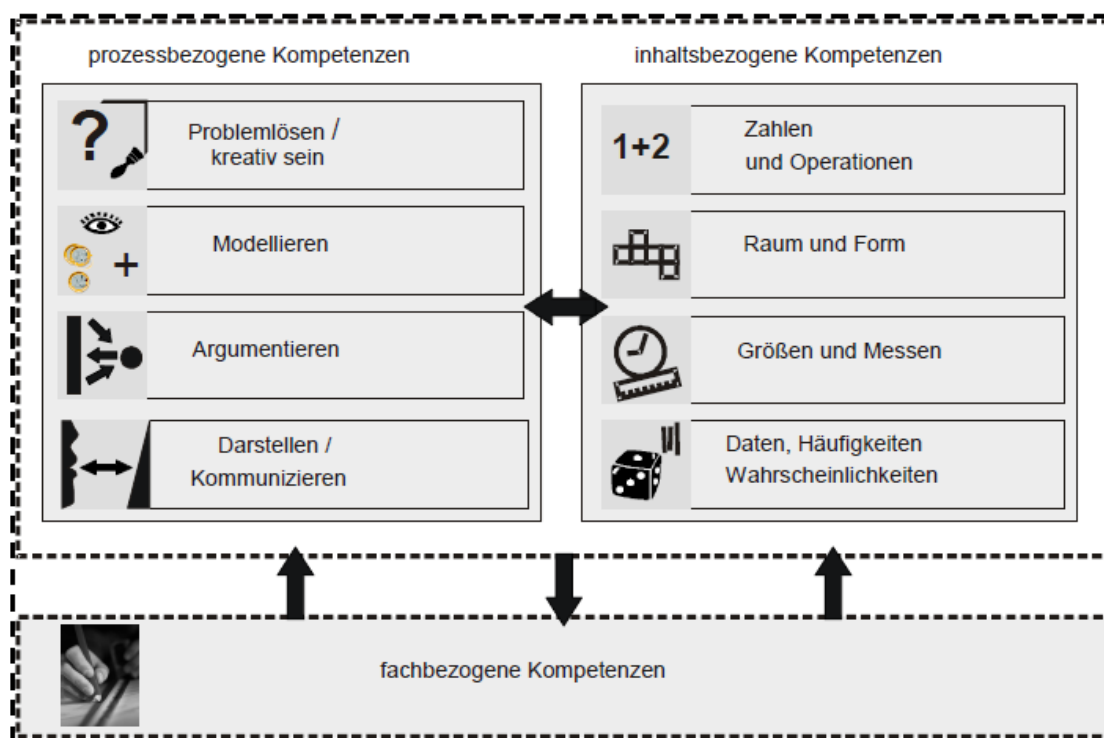 prozessbezogene Kompetenzen
?
Problemlösen /
kreativ sein
+
Modellieren
Argumentieren
Darstellen /
Kommunizieren
inhaltsbezogene Kompetenzen
1+2
Zahlen
und Operationen
Raum und Form
Größen und Messen
Daten, Häufigkeiten
Wahrscheinlichkeiten
fachbezogene Kompetenzen